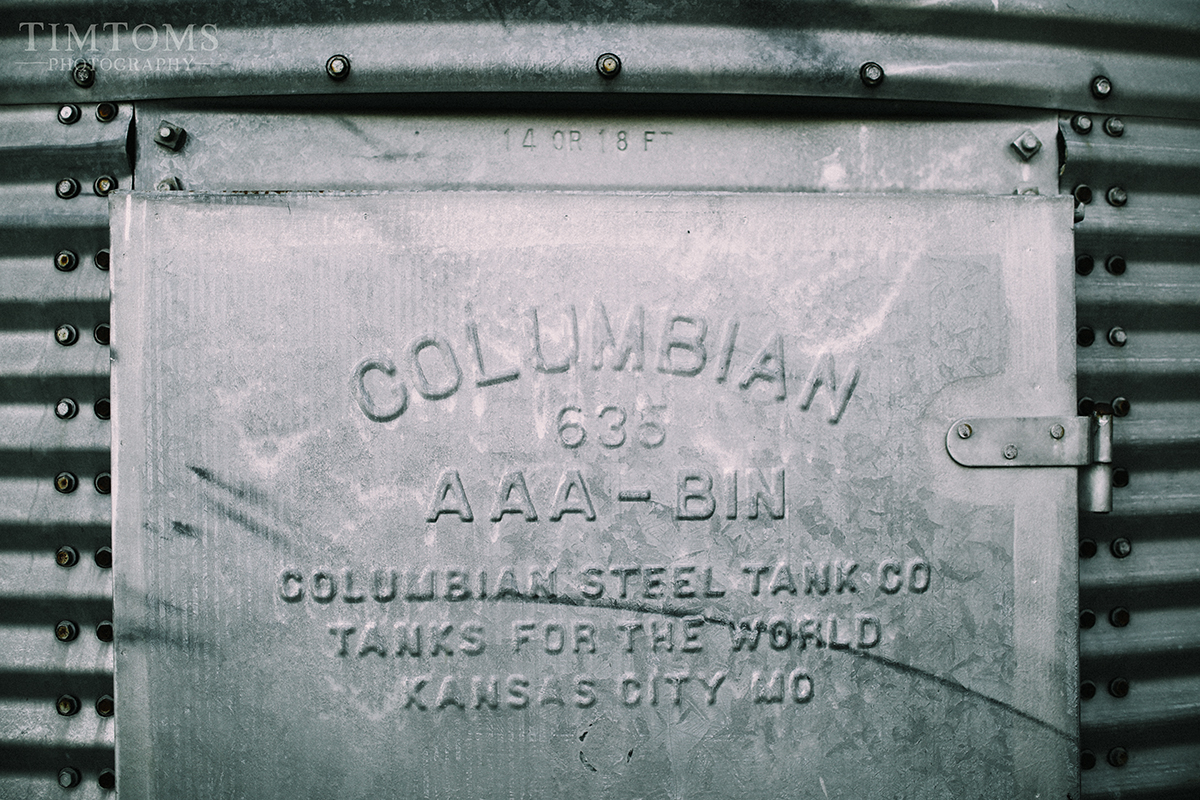 TIMTOMS
PHOTOGRAPHY
14 OR 18 FT
COLUMBIAN
635
AAA-BIN
COLUMBIAN STEEL TANK CO
TANKS FOR THE WORLD
KANSAS CITY MO